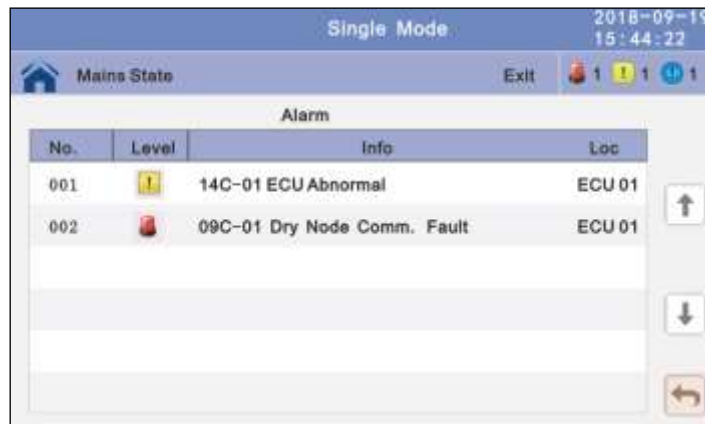 Single Mode
2018-09-19
15:44:22
Mains State Exit 1 1 1
Alarm
No. Level Info Loc
001 ! 14C-01 ECU Abnormal ECU 01
002 09C-01 Dry Node Comm. Fault ECU 01